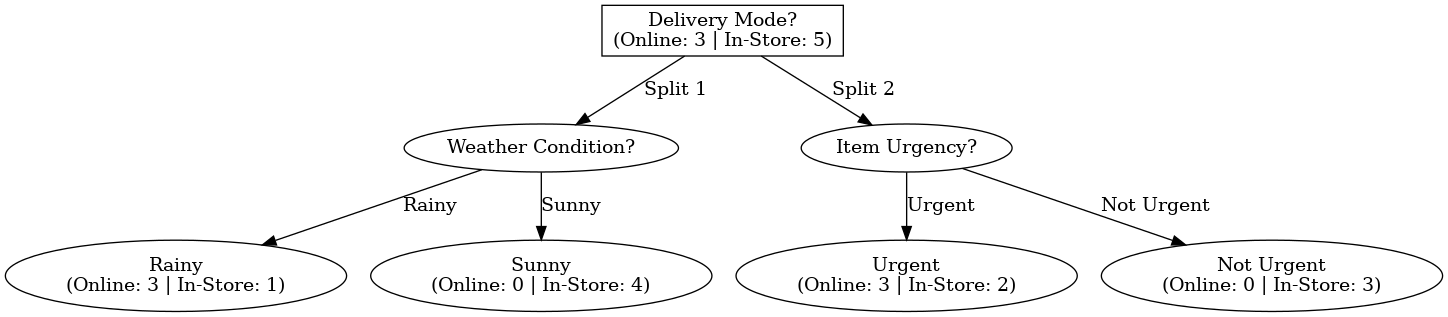 Delivery Mode?
(Online: 3 | In-Store: 5)
Split 1
Split 2
Weather Condition?
Item Urgency?
Rainy
Sunny
Urgent
Not Urgent
Rainy
(Online: 3 | In-Store: 1)
Sunny
(Online: 0 | In-Store: 4)
Urgent
(Online: 3 | In-Store: 2)
Not Urgent
(Online: 0 | In-Store: 3)